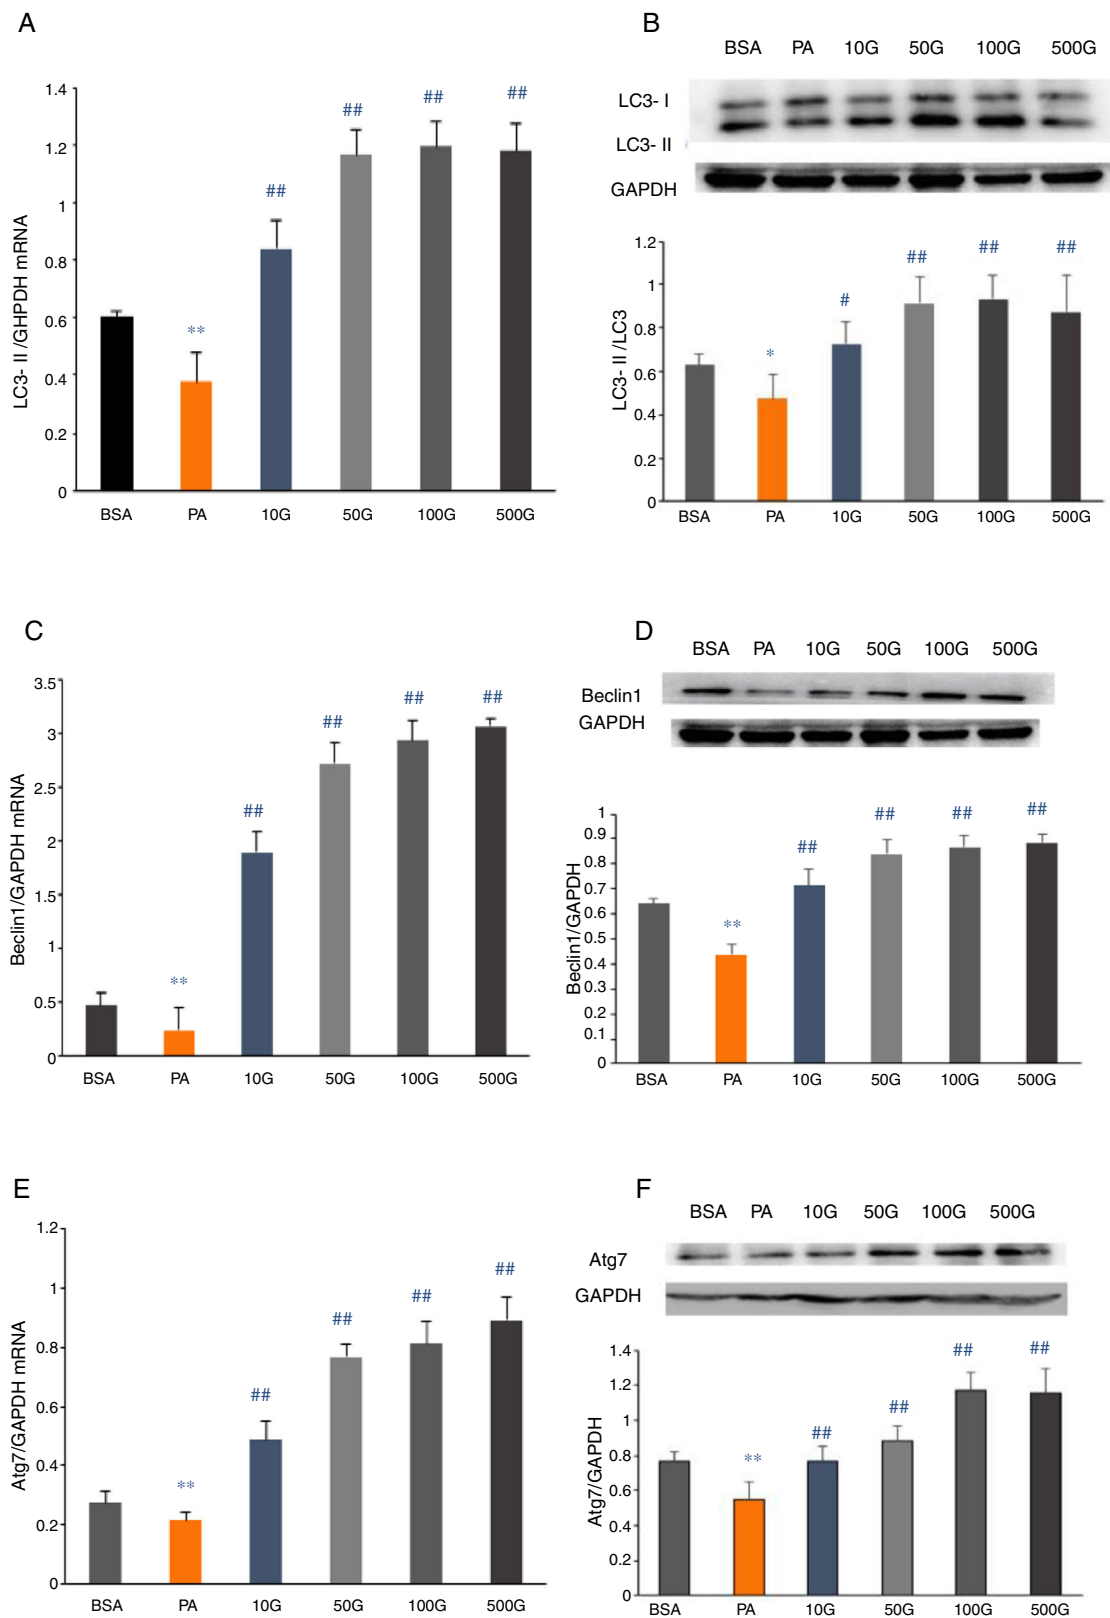 A
LC3- II /GHPDH mRNA
1.4
1.2
1
0.8
0.6
0.4
0.2
0
** ## ## ## ##
BSA PA 10G 50G 100G 500G
B
BSA PA 10G 50G 100G 500G
LC3- I
LC3- II
GAPDH
LC3- II /LC3
1.2
1
0.8
0.6
0.4
0.2
0
* # ## ## ##
BSA PA 10G 50G 100G 500G
C
Beclin1/GAPDH mRNA
3.5
3
2.5
2
1.5
1
0.5
0
** ## ## ## ##
BSA PA 10G 50G 100G 500G
D
BSA PA 10G 50G 100G 500G
Beclin1
GAPDH
Beclin1/GAPDH
1
0.9
0.8
0.7
0.6
0.5
0.4
0.3
0.2
0.1
0
** ## ## ## ##
BSA PA 10G 50G 100G 500G
E
Atg7/GAPDH mRNA
1.2
1
0.8
0.6
0.4
0.2
0
** ## ## ## ##
BSA PA 10G 50G 100G 500G
F
BSA PA 10G 50G 100G 500G
Atg7
GAPDH
Atg7/GAPDH
1.4
1.2
1
0.8
0.6
0.4
0.2
0
** ## ## ## ##
BSA PA 10G 50G 100G 500G